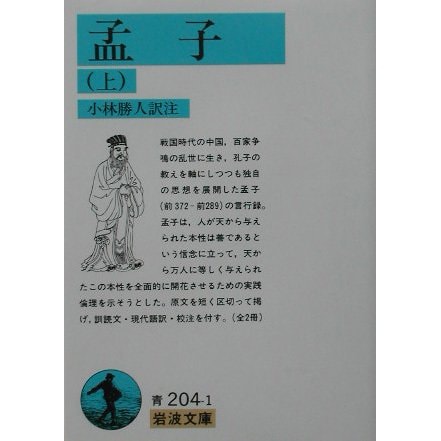 孟 子
(上)
小林勝人訳注
戦国時代の中国，百家争
鳴の乱世に生き，孔子の
教えを軸にしつつも独自
の思想を展開した孟子
(前372-前289)の言行録。
孟子は，人が天から与え
られた本性は善であると
いう信念に立って，天か
ら万人に等しく与えられ
たこの本性を全面的に開花させるための実践
倫理を示そうとした。原文を短く区切って掲
げ，訓読文・現代語訳・校注を付す。(全2冊)
青 204-1
岩波文庫